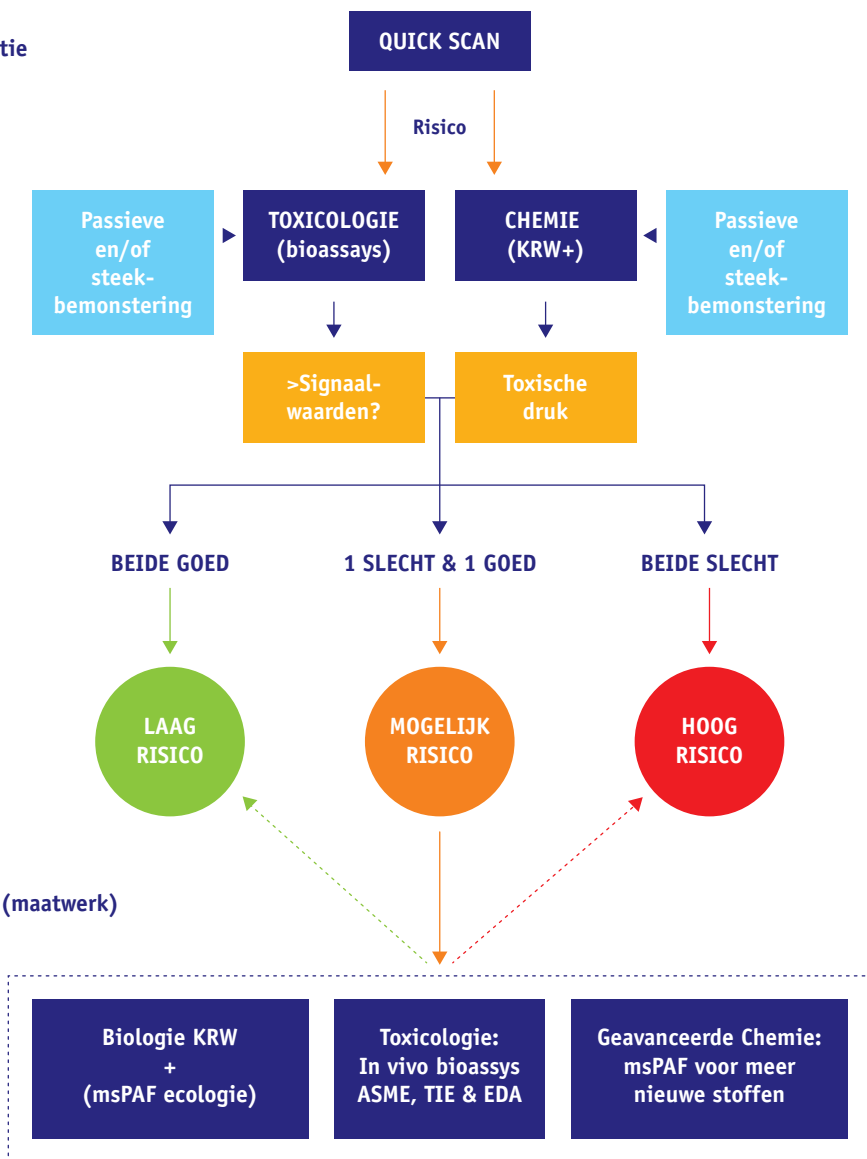 tie
QUICK SCAN
Risico
Passieve
en/of
steek-
bemonstering
TOXICOLOGIE
(bioassays)
CHEMIE
(KRW+)
Passieve
en/of
steek-
bemonstering
>Signaal-
waarden?
Toxische
druk
BEIDE GOED
1 SLECHT & 1 GOED
BEIDE SLECHT
LAAG
RISICO
MOGELIJK
RISICO
HOOG
RISICO
(maatwerk)
Biologie KRW
+
(msPAF ecologie)
Toxicologie:
In vivo bioassys
ASME, TIE & EDA
Geavanceerde Chemie:
msPAF voor meer
nieuwe stoffen